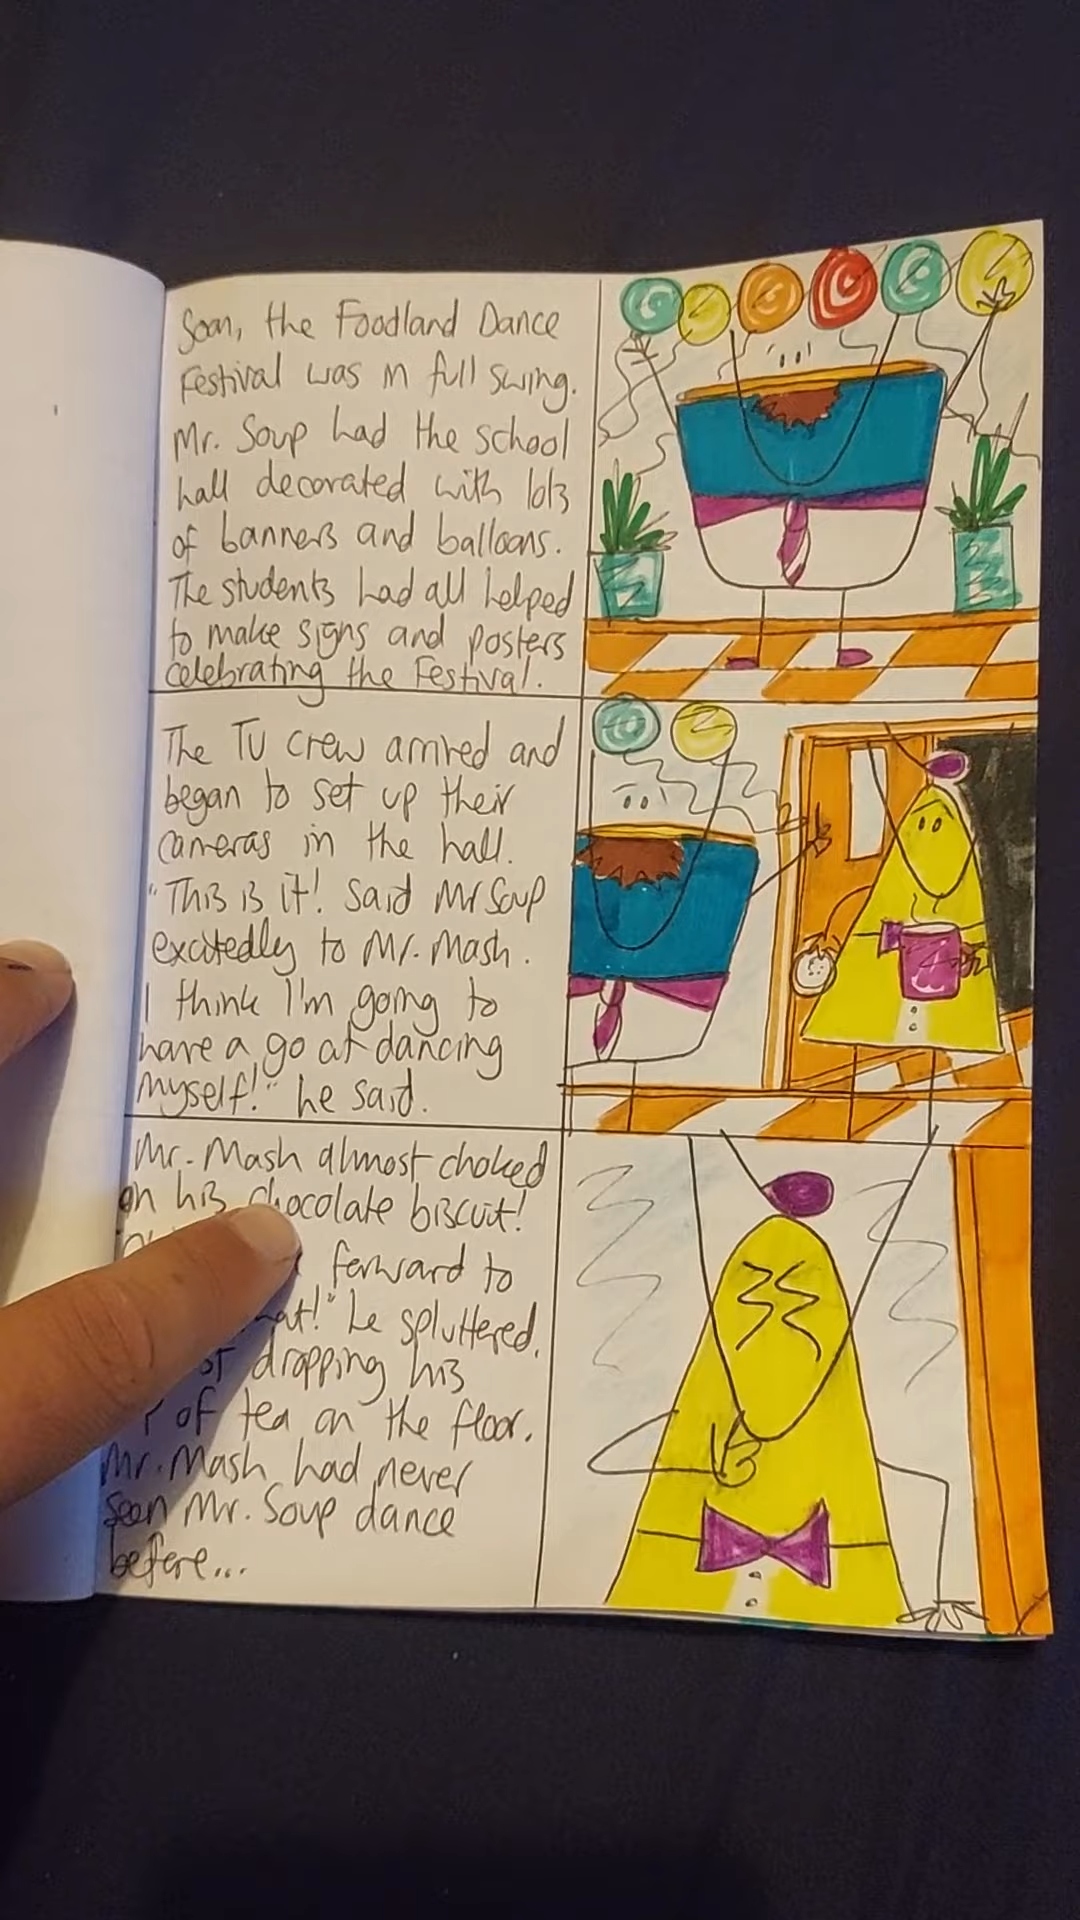 Soon, the Foodland Dance
Festival was in full swing.
Mr. Soup had the school
hall decorated with lots
of banners and balloons.
The students had all helped
to make signs and posters
celebrating the Festival.
The TV crew arrived and
began to set up their
cameras in the hall.
"This is it! said Mr Soup
excitedly to Mr. Mash.
I think I'm going to
have a go at dancing
myself!" he said.
Mr. Mash almost choked
on his chocolate biscuit!
forward to
he spluttered,
dropping his
of tea on the floor.
Mr. Mash had never
seen Mr. Soup dance
before...